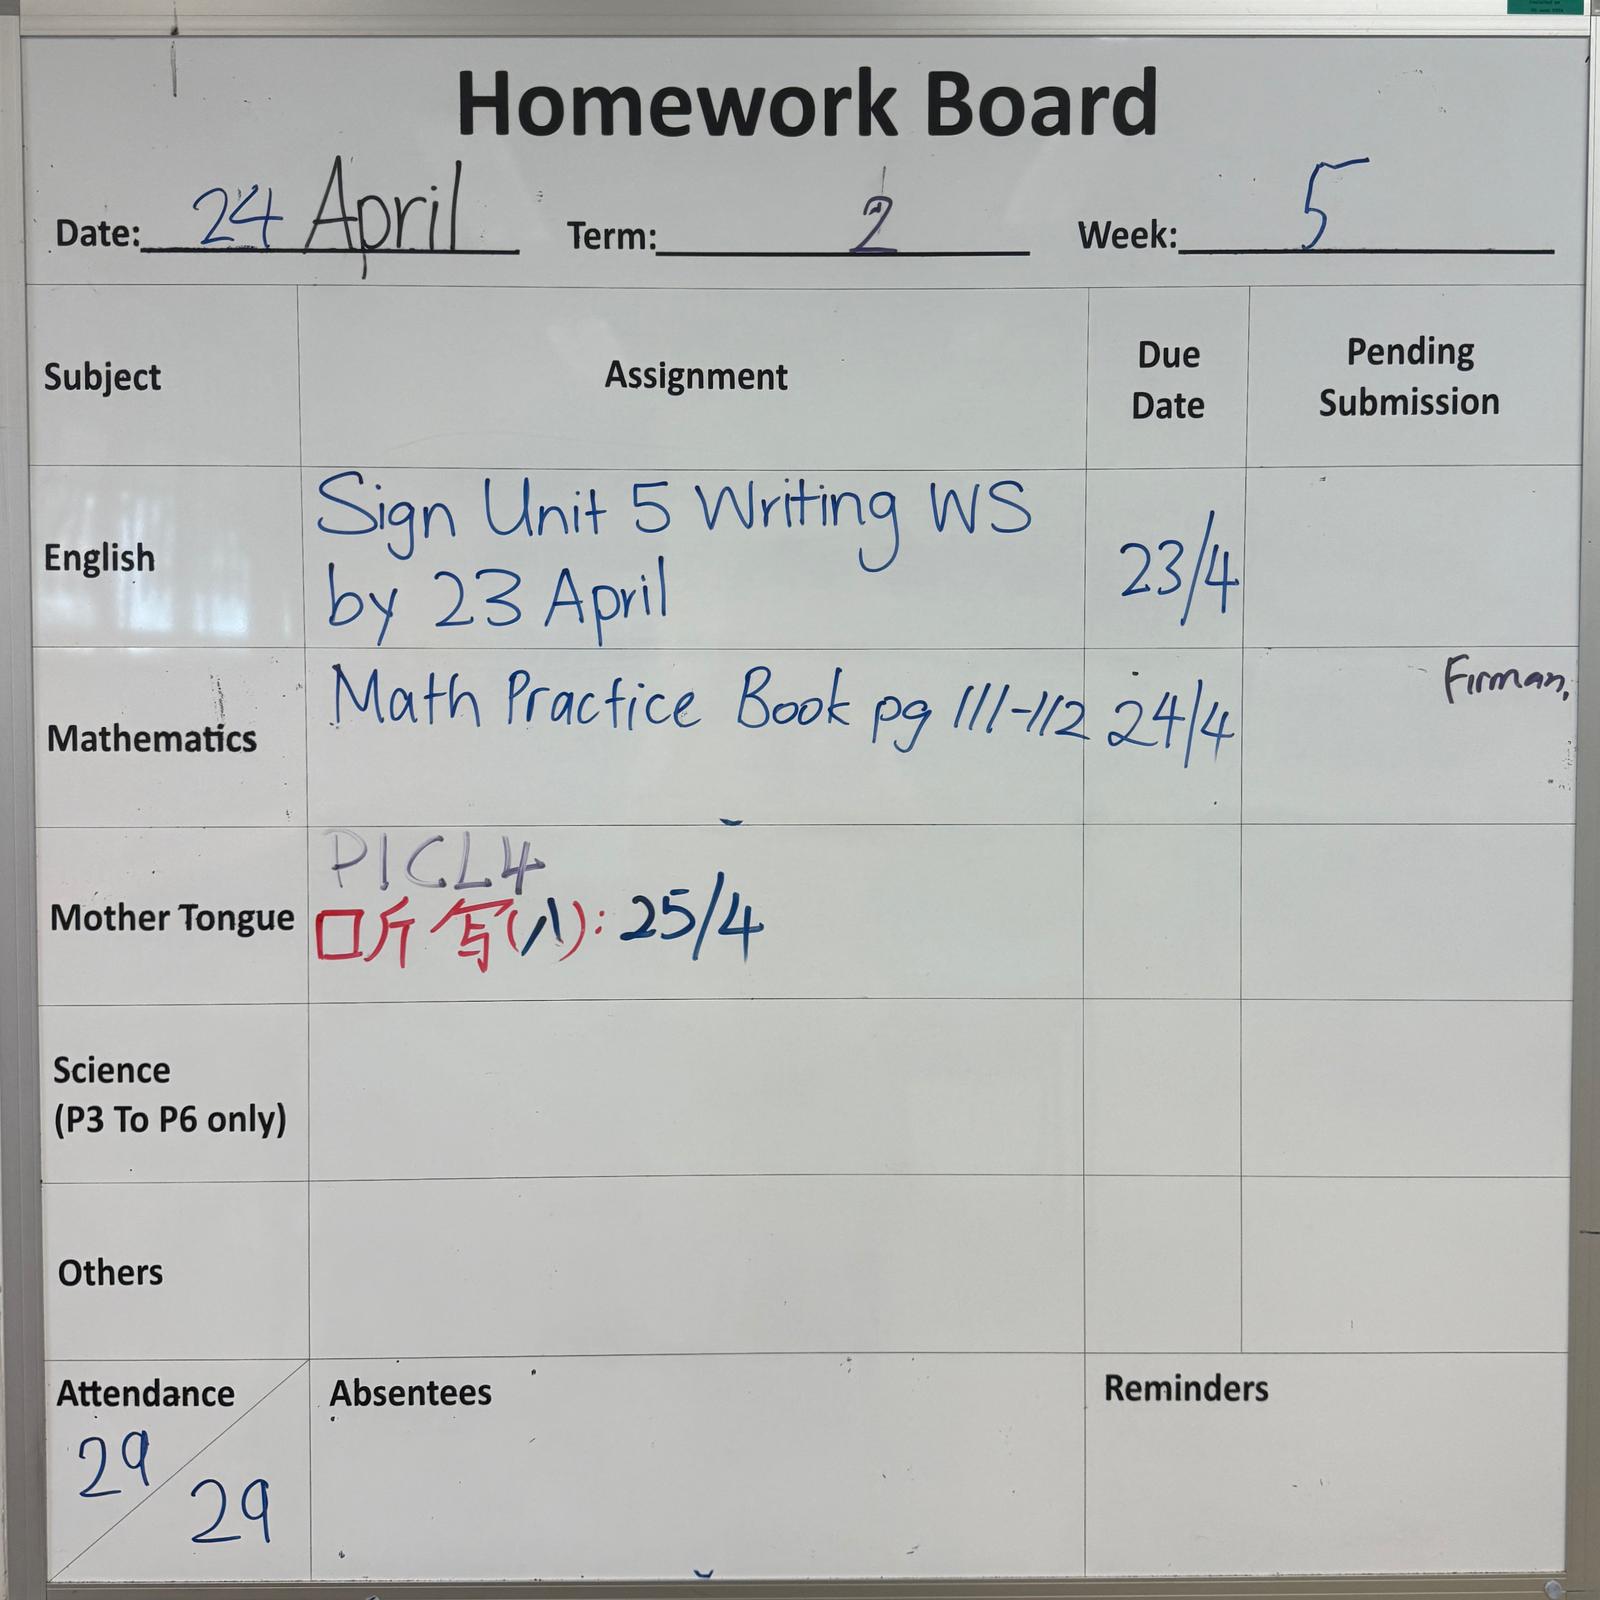 Homework Board
Date: 24 April Term: 2 Week: 5
Subject Assignment Due Date Pending Submission
English Sign Unit 5 Writing WS by 23 April 23/4
Mathematics Math Practice Book pg 111-112 24/4 Firman,
Mother Tongue P1CL4
听写(八): 25/4
Science
(P3 To P6 only)
Others
Attendance Absentees Reminders
29
29